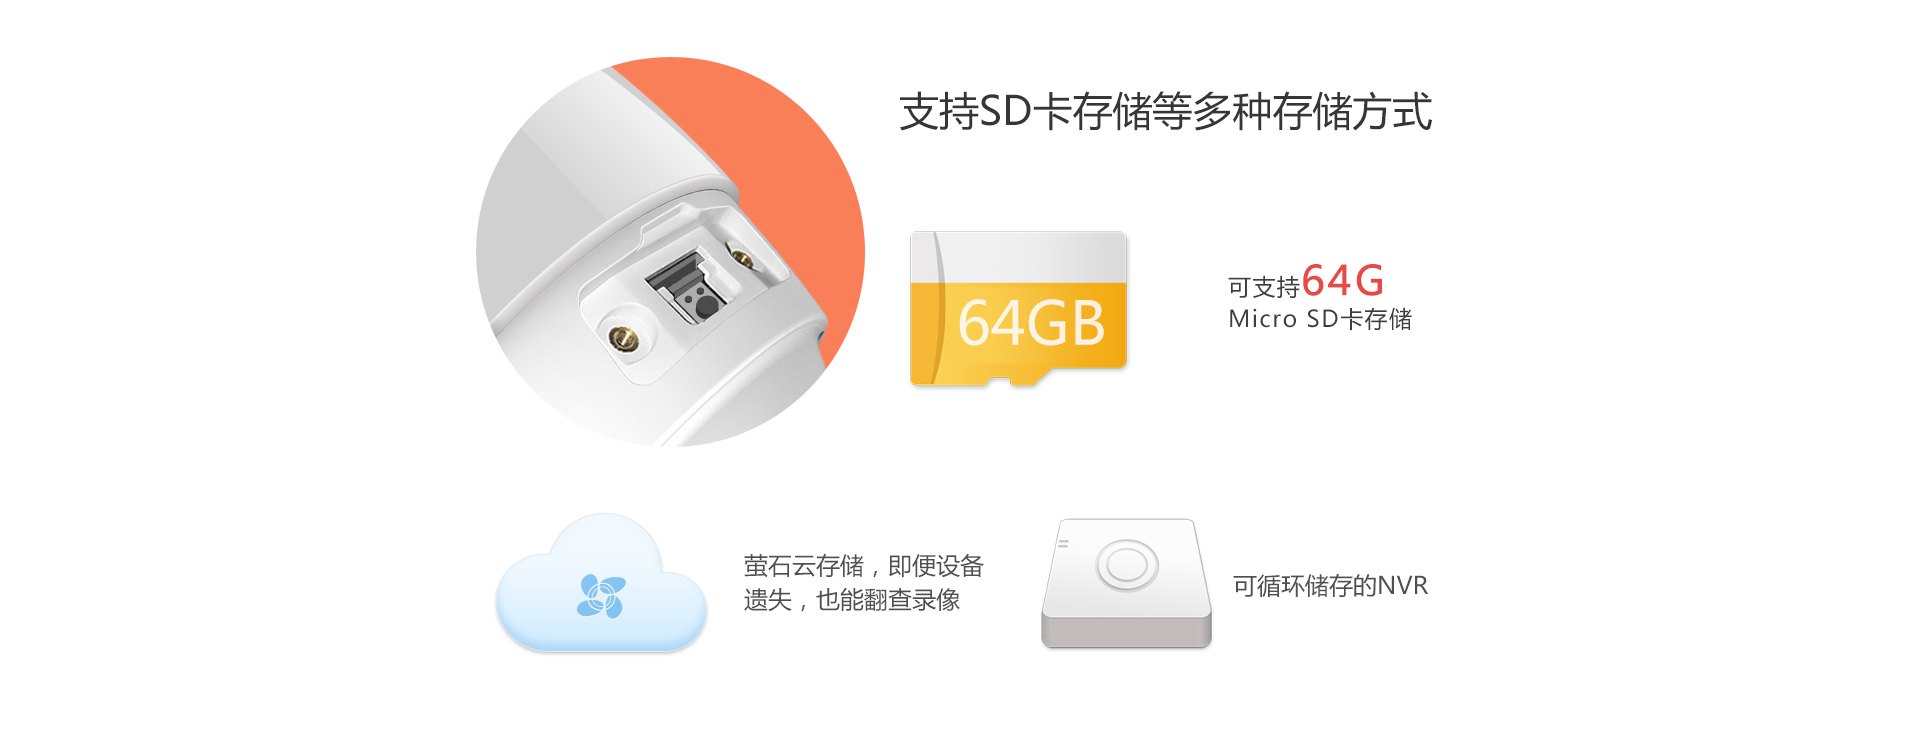 支持SD卡存储等多种存储方式
64GB
可支持64G
Micro SD卡存储
萤石云存储，即便设备
遗失，也能翻查录像
可循环储存的NVR